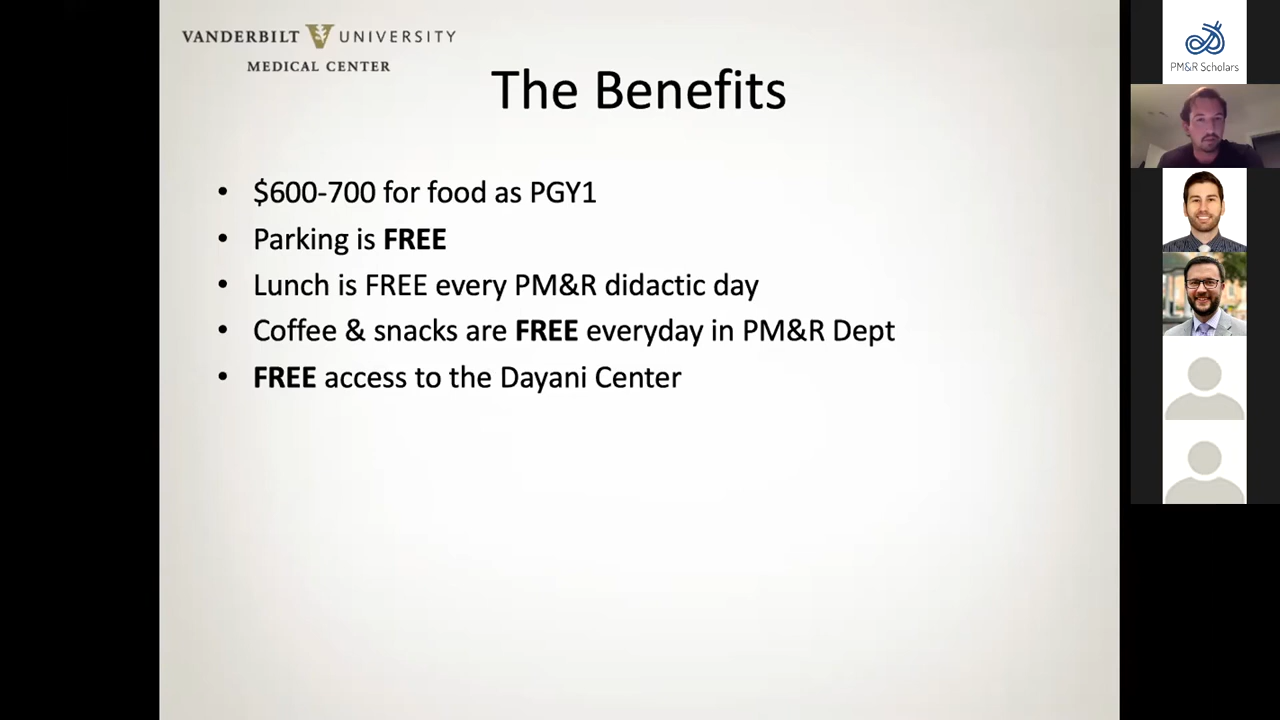 VANDERBILT UNIVERSITY
MEDICAL CENTER
The Benefits
• $600-700 for food as PGY1
• Parking is FREE
• Lunch is FREE every PM&R didactic day
• Coffee & snacks are FREE everyday in PM&R Dept
• FREE access to the Dayani Center
PM&R Scholars